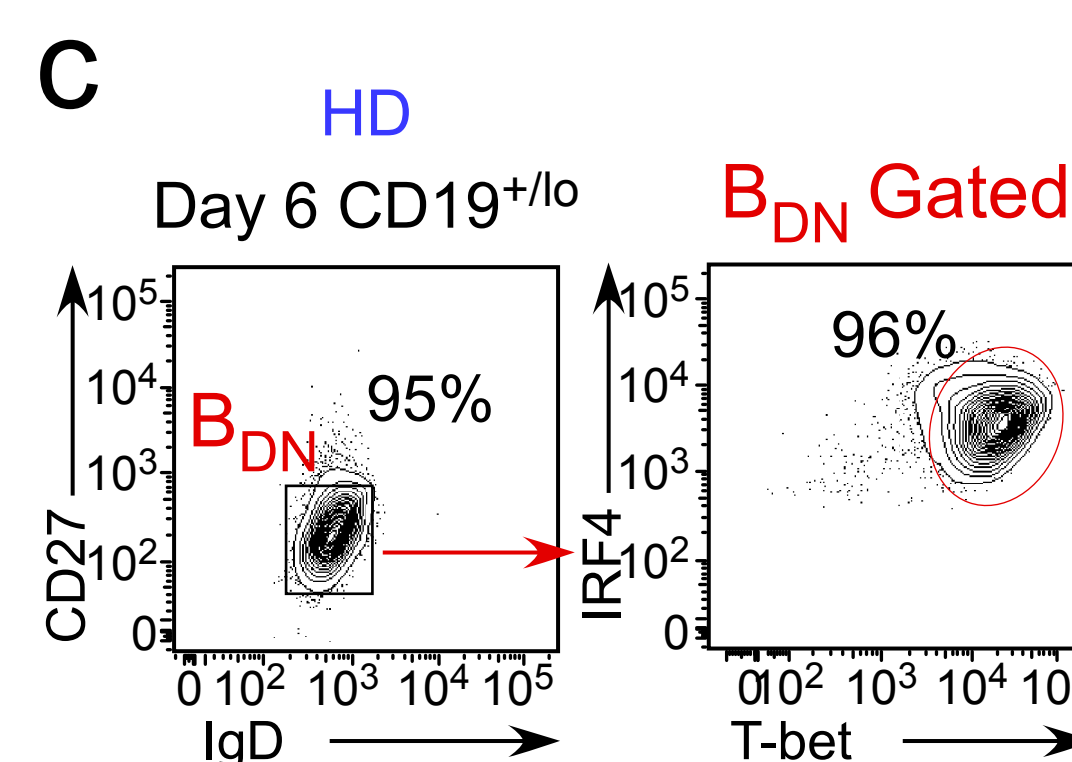 C
HD
Day 6 CD19+/lo
BDN Gated
10⁵
10⁴
10³
10²
0
CD27
BDN
95%
0 10² 10³ 10⁴ 10⁵
IgD
10⁵
10⁴
10³
10²
0
IRF4
96%
0 10² 10³ 10⁴ 10
T-bet